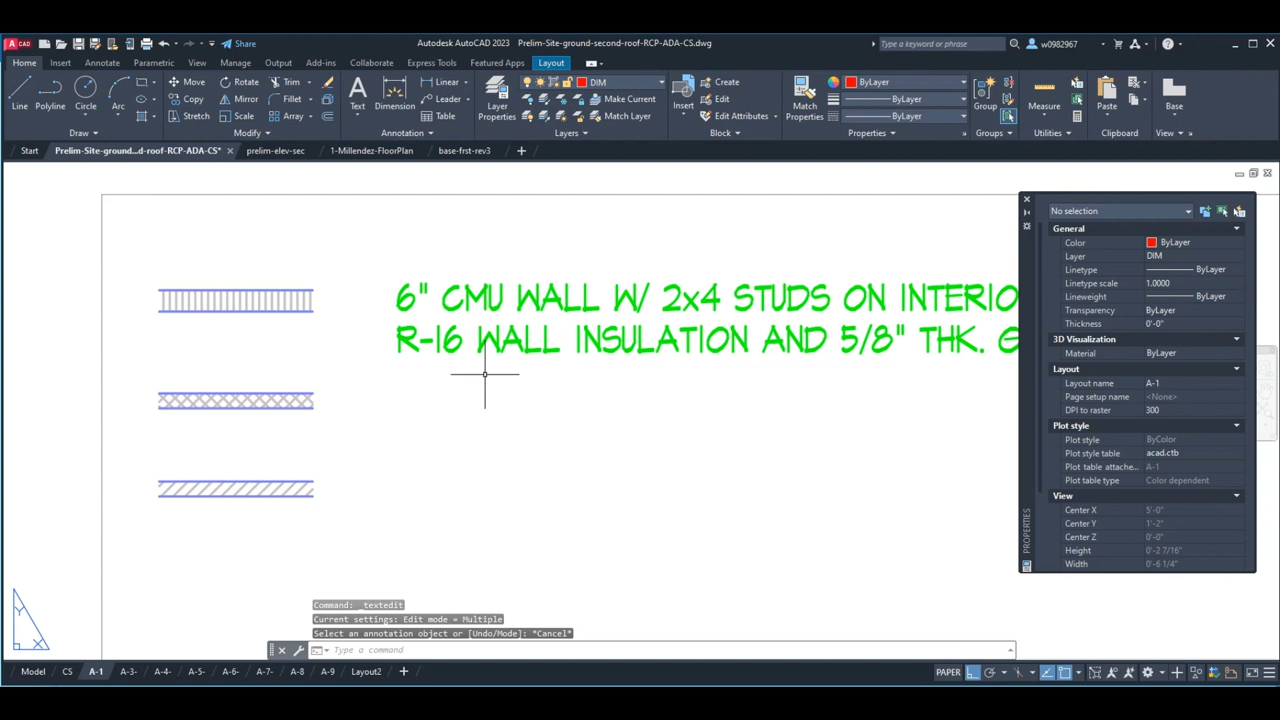 CAD
Share
Autodesk AutoCAD 2023 Prelim-Site-ground-second-roof-RCP-ADA-CS.dwg
Type a keyword or phrase
w0982967
Home Insert Annotate Parametric View Manage Output Add-ins Collaborate Express Tools Featured Apps Layout
Line Polyline Circle Arc
Move Rotate Trim
Copy Mirror Fillet
Stretch Scale Array
Text Dimension
Linear
Leader
Table
Layer Properties
DIM
Make Current
Match Layer
Insert
Create
Edit
Edit Attributes
Match Properties
ByLayer
ByLayer
ByLayer
Group
Measure
Paste
Base
Draw Modify Annotation Layers Block Properties Groups Utilities Clipboard View
Start Prelim-Site-ground...d-roof-RCP-ADA-CS* prelim-elev-sec 1-Millendez-FloorPlan base-frst-rev3
6" CMU WALL W/ 2x4 STUDS ON INTERIO
R-16 WALL INSULATION AND 5/8" THK. G
No selection
General
Color ByLayer
Layer DIM
Linetype ByLayer
Linetype scale 1.0000
Lineweight ByLayer
Transparency ByLayer
Thickness 0'-0"
3D Visualization
Material ByLayer
Layout
Layout name A-1
Page setup name <None>
DPI to raster 300
Plot style
Plot style ByColor
Plot style table acad.ctb
Plot table attache... A-1
Plot table type Color dependent
View
Center X 5'-0"
Center Y 1'-2"
Center Z 0'-0"
Height 0'-2 7/16"
Width 0'-6 1/4"
PROPERTIES
Y
X
Command: _textedit
Current settings: Edit mode = Multiple
Select an annotation object or [Undo/Mode]: *Cancel*
Type a command
Model CS A-1 A-3- A-4- A-5- A-6- A-7- A-8 A-9 Layout2
PAPER